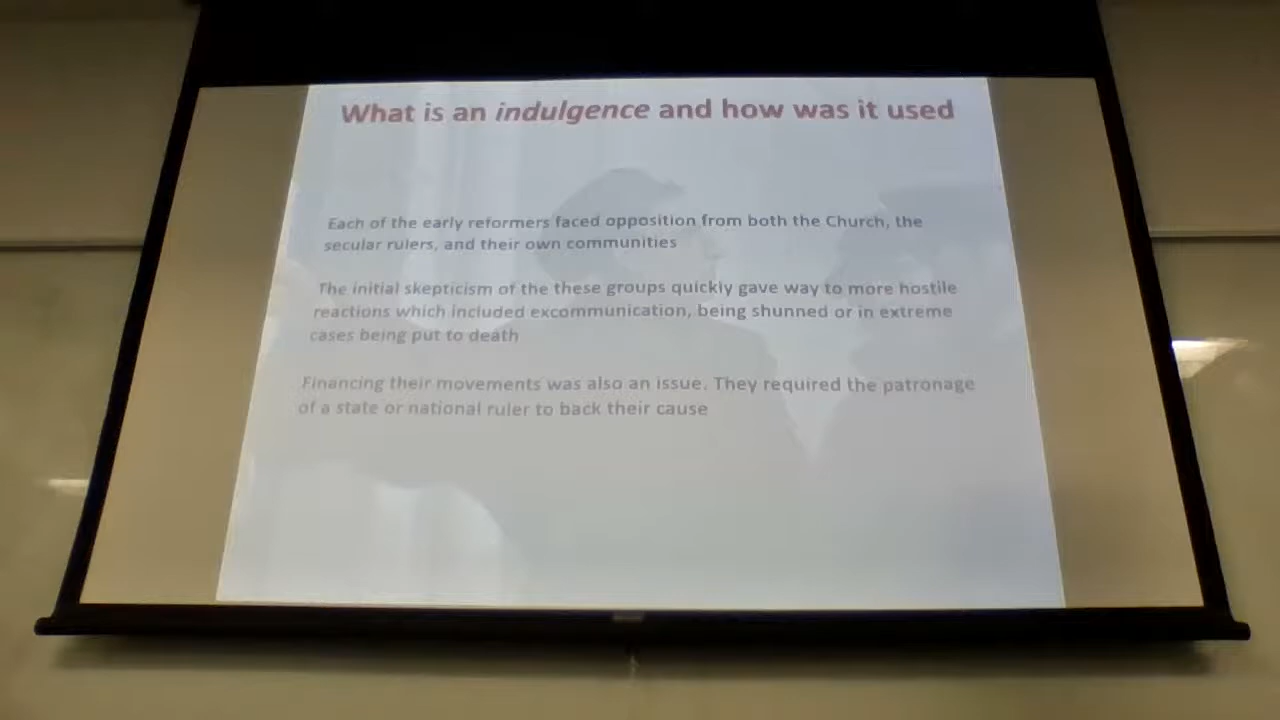 What is an indulgence and how was it used
Each of the early reformers faced opposition from both the Church, the
secular rulers, and their own communities
The initial skepticism of the these groups quickly gave way to more hostile
reactions which included excommunication, being shunned or in extreme
cases being put to death
Financing their movements was also an issue. They required the patronage
of a state or national ruler to back their cause